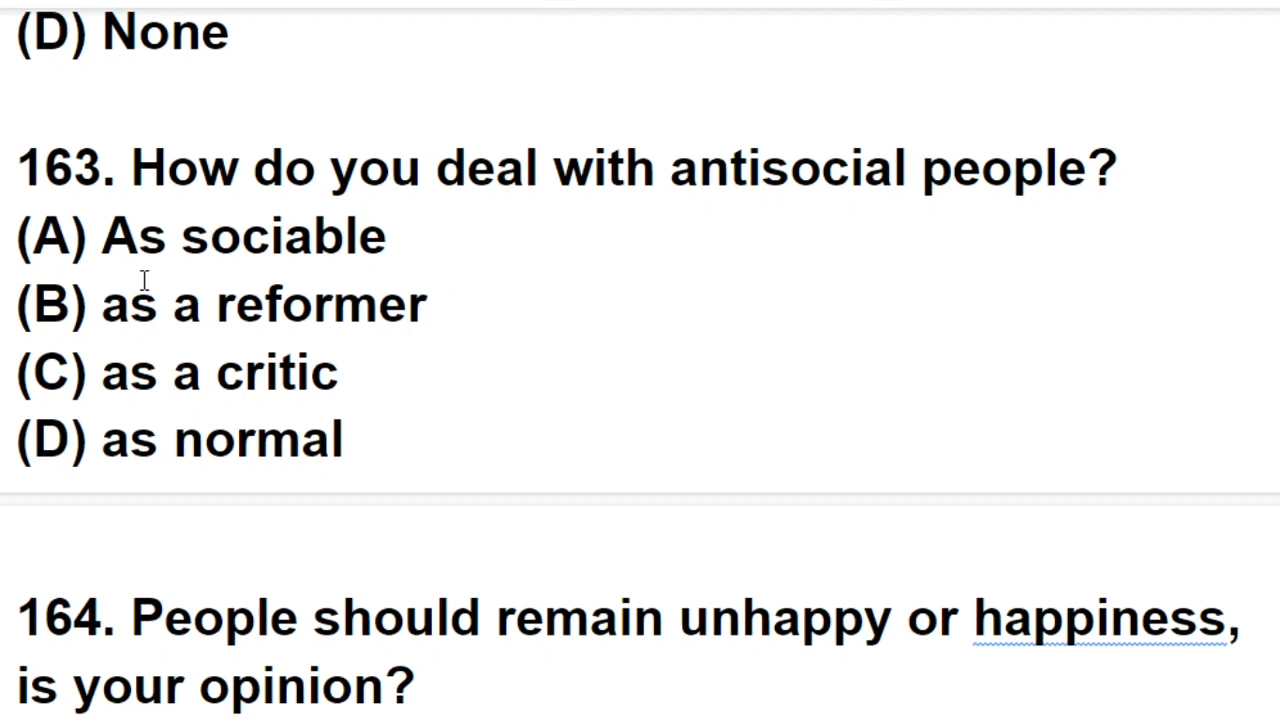 (D) None
163. How do you deal with antisocial people?
(A) As sociable
(B) as a reformer
(C) as a critic
(D) as normal
164. People should remain unhappy or happiness,
is your opinion?